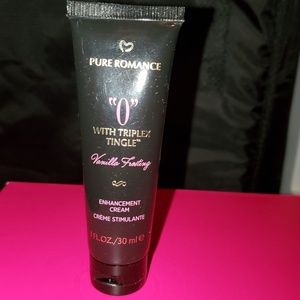 PURE ROMANCE
"O"
WITH TRIPLEX
TINGLE™
Vanilla Frosting
ENHANCEMENT
CREAM
CRÈME STIMULANTE
1 FL.OZ./30 ml e